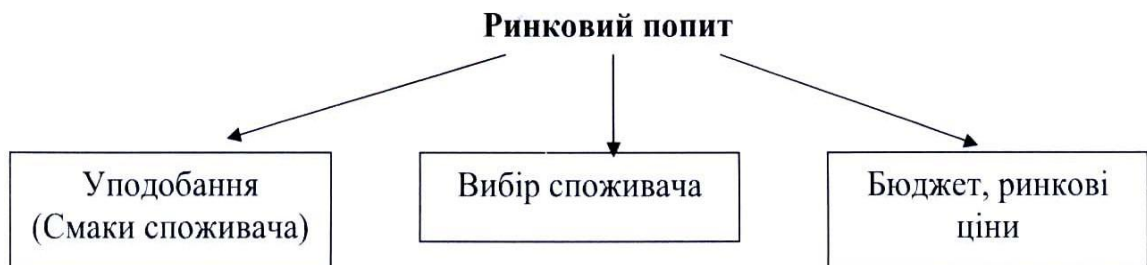 Ринковий попит
Уподобання
(Смаки споживача)
Вибір споживача
Бюджет, ринкові
ціни